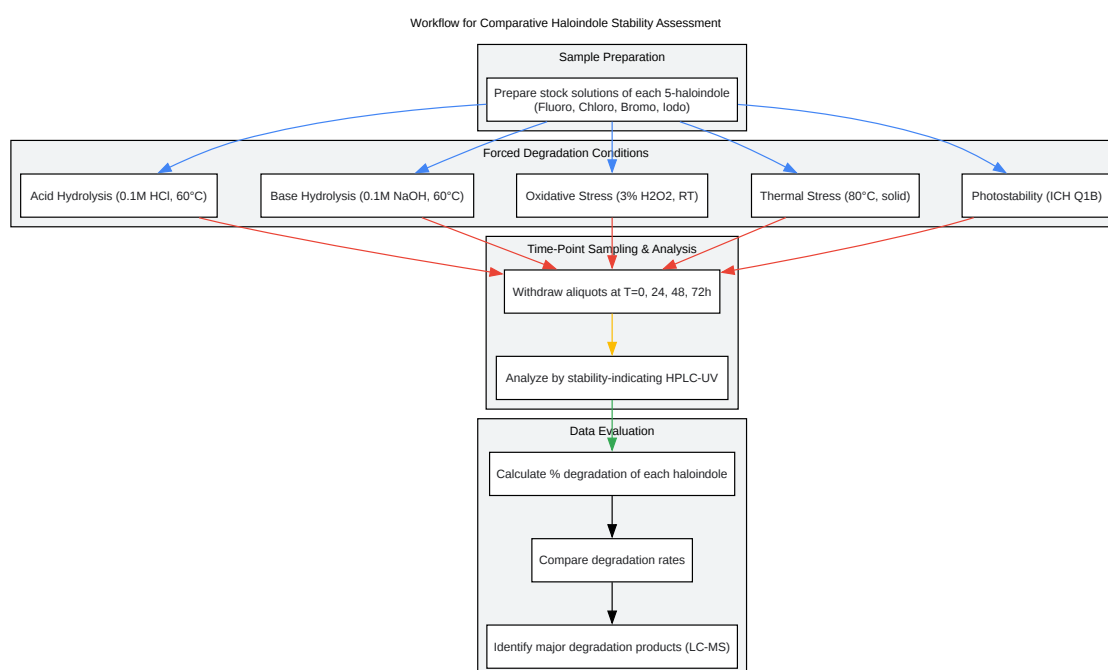 Workflow for Comparative Haloindole Stability Assessment
Sample Preparation
Prepare stock solutions of each 5-haloindole
(Fluoro, Chloro, Bromo, Iodo)
Forced Degradation Conditions
Acid Hydrolysis (0.1M HCl, 60°C)
Base Hydrolysis (0.1M NaOH, 60°C)
Oxidative Stress (3% H2O2, RT)
Thermal Stress (80°C, solid)
Photostability (ICH Q1B)
Time-Point Sampling & Analysis
Withdraw aliquots at T=0, 24, 48, 72h
Analyze by stability-indicating HPLC-UV
Data Evaluation
Calculate % degradation of each haloindole
Compare degradation rates
Identify major degradation products (LC-MS)